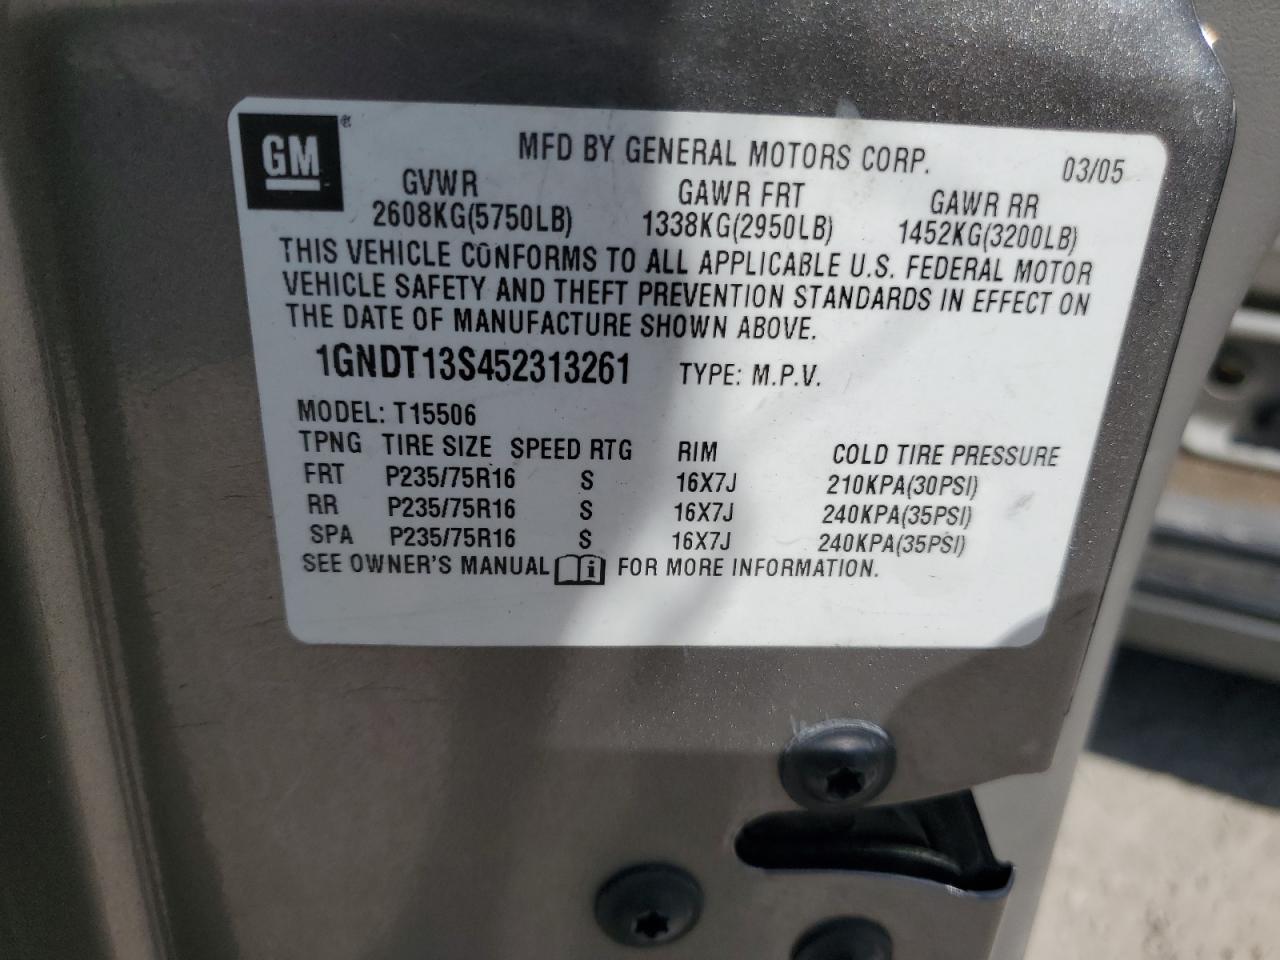 GM
MFD BY GENERAL MOTORS CORP. 03/05
GVWR GAWR FRT GAWR RR
2608KG(5750LB) 1338KG(2950LB) 1452KG(3200LB)
THIS VEHICLE CONFORMS TO ALL APPLICABLE U.S. FEDERAL MOTOR
VEHICLE SAFETY AND THEFT PREVENTION STANDARDS IN EFFECT ON
THE DATE OF MANUFACTURE SHOWN ABOVE.
1GNDT13S452313261 TYPE: M.P.V.
MODEL: T15506
TPNG TIRE SIZE SPEED RTG RIM COLD TIRE PRESSURE
FRT P235/75R16 S 16X7J 210KPA(30PSI)
RR P235/75R16 S 16X7J 240KPA(35PSI)
SPA P235/75R16 S 16X7J 240KPA(35PSI)
SEE OWNER'S MANUAL i FOR MORE INFORMATION.